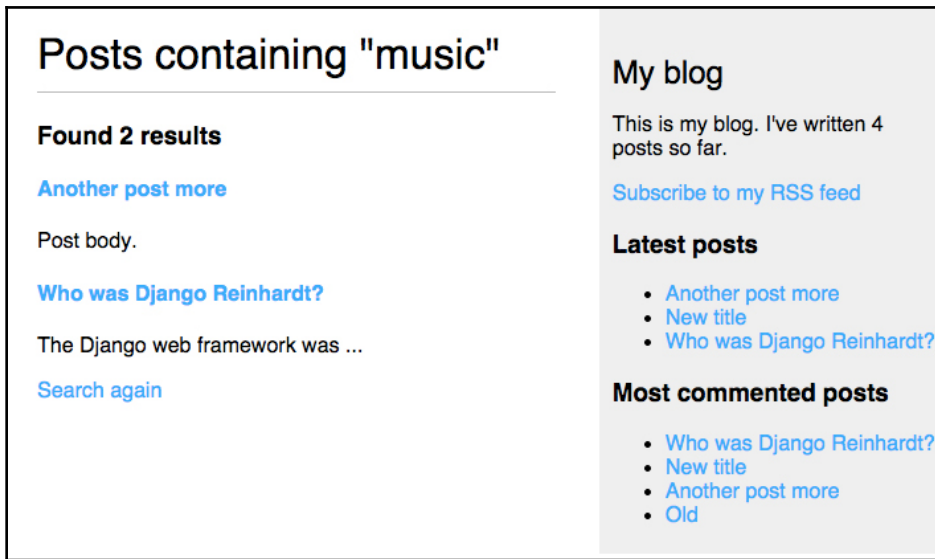 Posts containing "music"
Found 2 results
Another post more
Post body.
Who was Django Reinhardt?
The Django web framework was ...
Search again
My blog
This is my blog. I've written 4
posts so far.
Subscribe to my RSS feed
Latest posts
• Another post more
• New title
• Who was Django Reinhardt?
Most commented posts
• Who was Django Reinhardt?
• New title
• Another post more
• Old